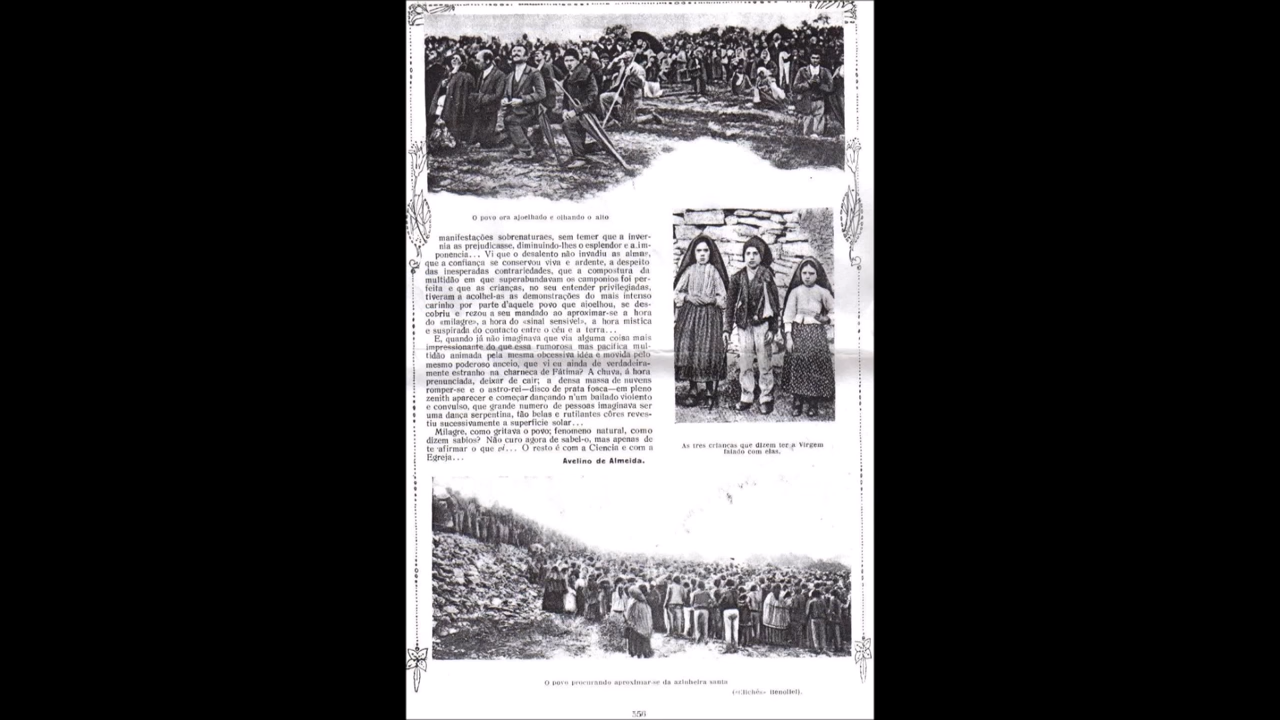 O povo ora ajoelhado e olhando o alto
manifestações sobrenaturaes, sem temer que a inver-
nia as prejudicasse, diminuindo-lhes o esplendor e a im-
ponencia... Vi que o desalento não invadiu as almas,
que a confiança se conservou viva e ardente, a despeito
das inesperadas contrariedades, que a compostura da
multidão em que superabundavam os camponios foi per-
feita e que as crianças, no seu entender privilegiadas,
tiveram a acolhel-as as demonstrações do mais intenso
carinho por parte d'aquele povo que ajoelhou, se des-
cobriu e rezou a seu mandado ao aproximar-se a hora
do «milagre», a hora do «sinal sensivel», a hora mistica
e suspirada do contacto entre o céu e a terra...
E, quando já não imaginava que via alguma coisa mais
impressionante do que essa rumorosa mas pacifica mul-
tidão animada pela mesma obcessiva idéa e movida pelo
mesmo poderoso anceio, que vi eu ainda de verdadeira-
mente estranho na charneca de Fátima? A chuva, á hora
prenunciada, deixar de cair; a densa massa de nuvens
romper-se e o astro-rei—disco de prata fosca—em pleno
zenith aparecer e começar dançando n'um bailado violento
e convulso, que grande numero de pessoas imaginava ser
uma dança serpentina, tão belas e rutilantes côres reves-
tiu sucessivamente a superficie solar...
Milagre, como gritava o povo; fenomeno natural, como
dizem sabios? Não curo agora de sabel-o, mas apenas de
te afirmar o que vi... O resto é com a Ciencia e com a
Egreja...
Avelino de Almeida.
As tres crianças que dizem ter a Virgem
falado com elas.
O povo procurando aproximar-se da azinheira santa
(«Clichés» Benoliel).
356